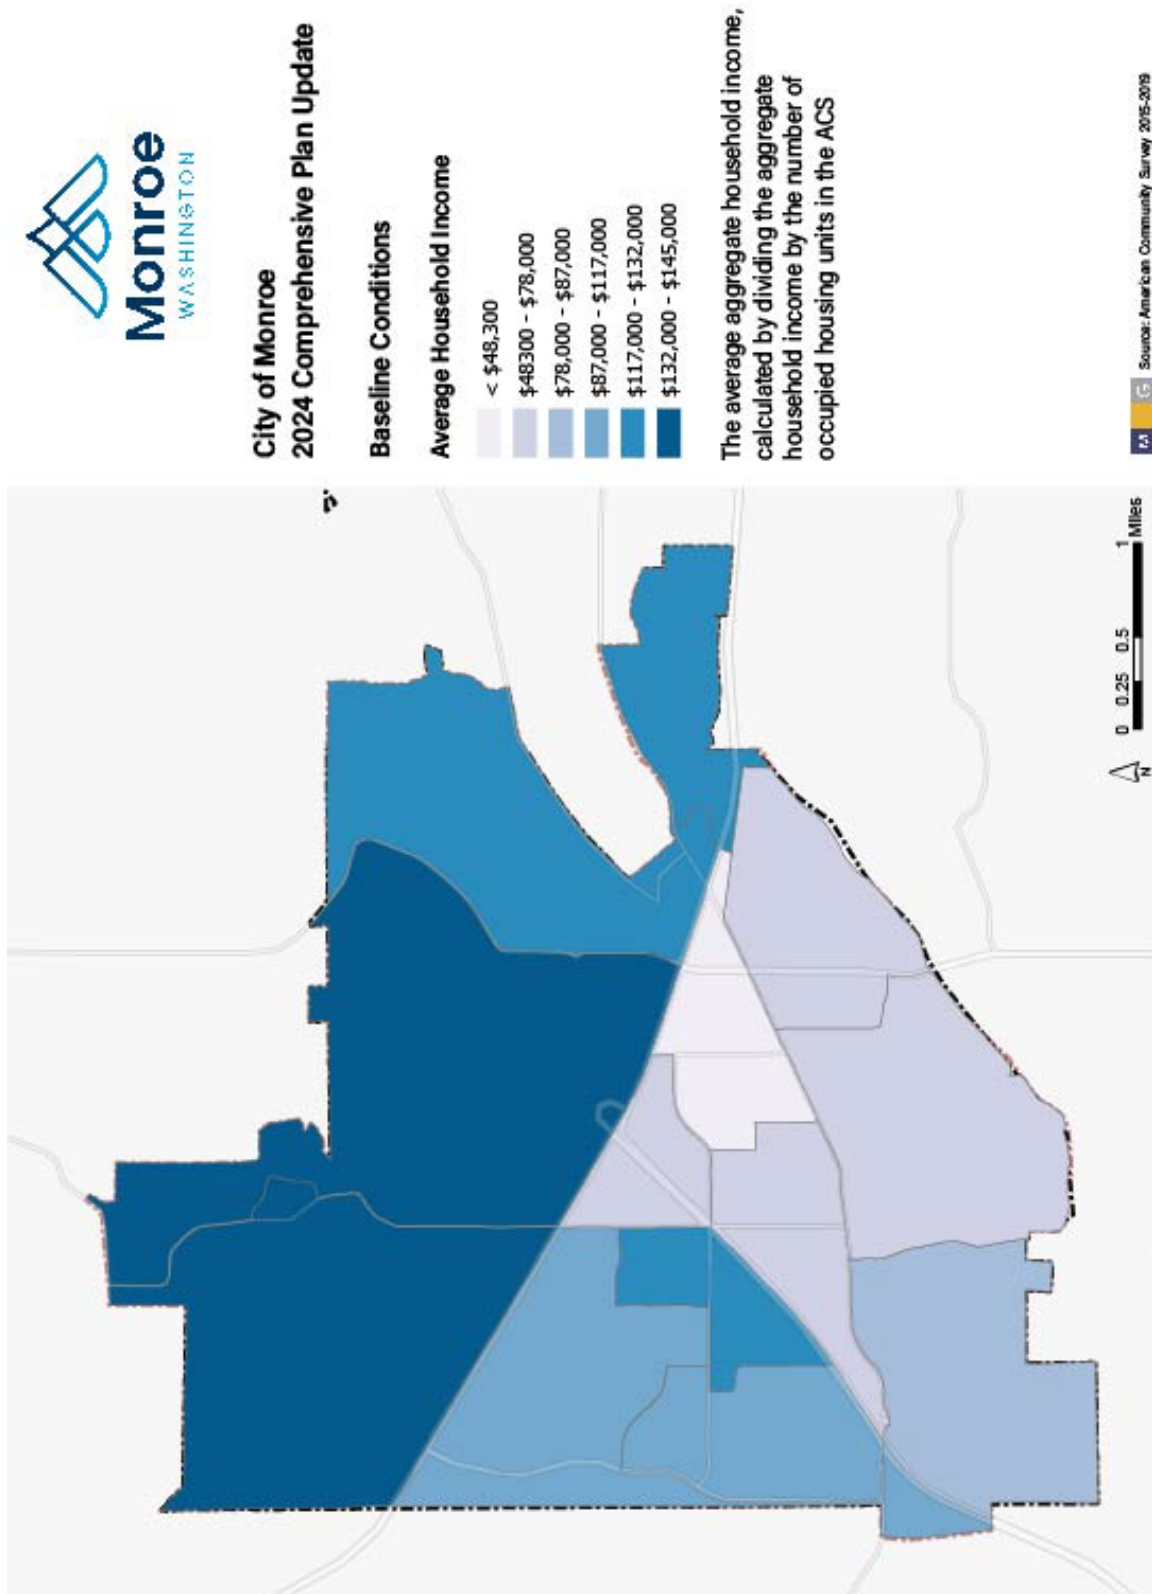 Monroe
WASHINGTON
City of Monroe
2024 Comprehensive Plan Update
Baseline Conditions
Average Household Income
< $48,300
$48300 - $78,000
$78,000 - $87,000
$87,000 - $117,000
$117,000 - $132,000
$132,000 - $145,000
The average aggregate household income,
calculated by dividing the aggregate
household income by the number of
occupied housing units in the ACS
0 0.25 0.5 1 Miles
N
M G Source: American Community Survey 2015-2019